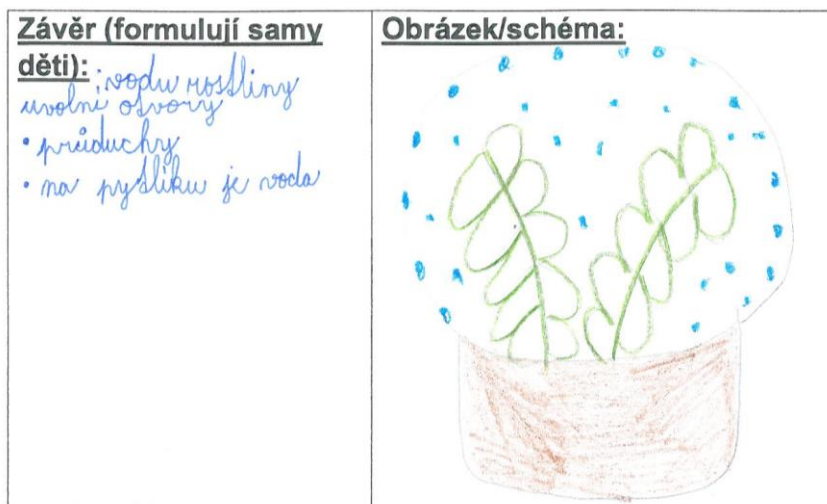 Závěr (formulují samy
děti): vodu rostliny
uvolní otvory
• průduchy
• na pytlíku je voda
Obrázek/schéma: